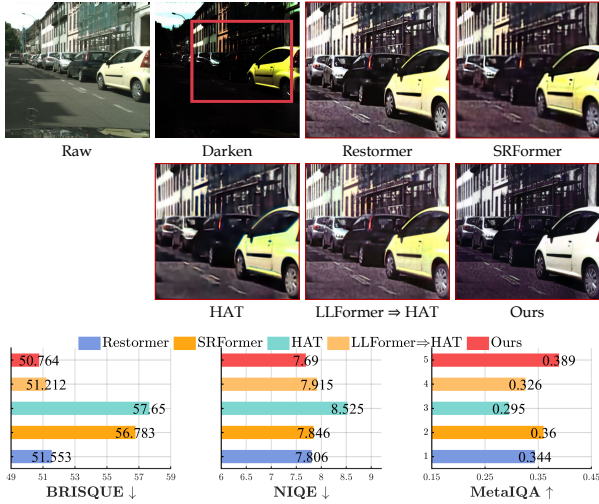 Raw
Darken
Restormer
SRFormer
HAT
LLFormer ⇒ HAT
Ours
Restormer SRFormer HAT LLFormer⇒HAT Ours
50.764
51.212
57.65
56.783
51.553
49 51 53 55 57 59
BRISQUE ↓
7.69
7.915
8.525
7.846
7.806
6 6.5 7 7.5 8 8.5 9
NIQE ↓
5
4
3
2
1
0.389
0.326
0.295
0.36
0.344
0.15 0.25 0.35 0.45
MetaIQA ↑